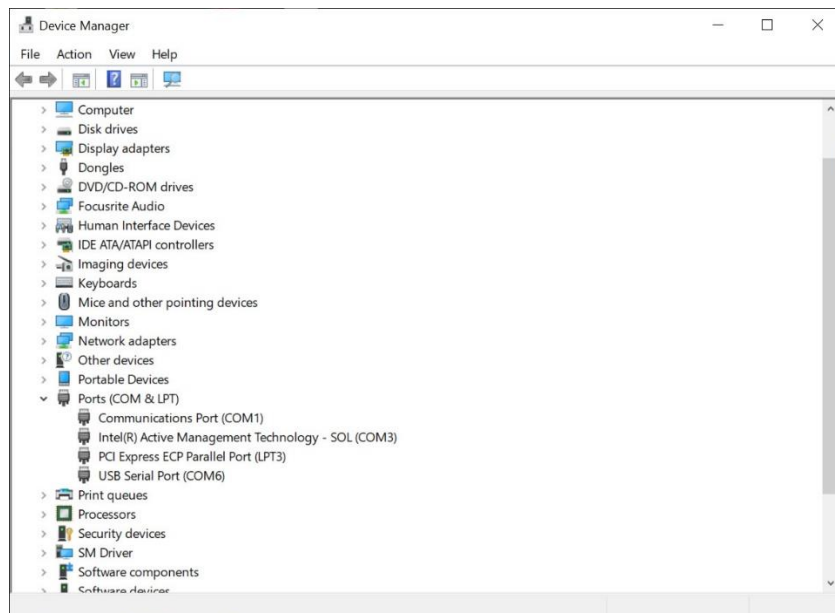 Device Manager
File Action View Help
Computer
Disk drives
Display adapters
Dongles
DVD/CD-ROM drives
Focusrite Audio
Human Interface Devices
IDE ATA/ATAPI controllers
Imaging devices
Keyboards
Mice and other pointing devices
Monitors
Network adapters
Other devices
Portable Devices
Ports (COM & LPT)
Communications Port (COM1)
Intel(R) Active Management Technology - SOL (COM3)
PCI Express ECP Parallel Port (LPT3)
USB Serial Port (COM6)
Print queues
Processors
Security devices
SM Driver
Software components
Software devices